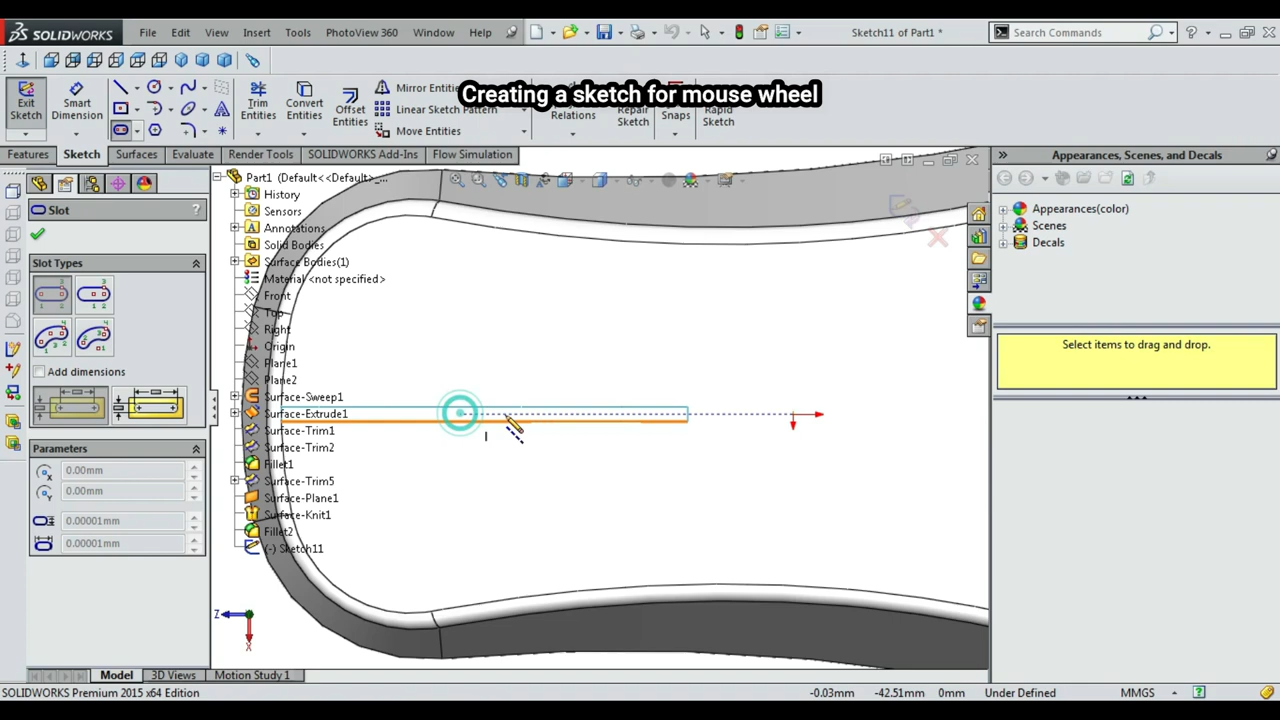 SOLIDWORKS File Edit View Insert Tools PhotoView 360 Window Help Sketch11 of Part1 * Search Commands
Creating a sketch for mouse wheel
Exit Sketch Smart Dimension Trim Entities Convert Entities Offset Entities Mirror Entities Linear Sketch Pattern Move Entities Relations Repair Sketch Snaps Rapid Sketch
Features Sketch Surfaces Evaluate Render Tools SOLIDWORKS Add-Ins Flow Simulation
Appearances, Scenes, and Decals
Slot ?
Slot Types
3 1 2
1 2
Add dimensions
Parameters
0.00mm
0.00mm
0.00001mm
0.00001mm
Part1 (Default<<Default>_...
History
Sensors
Annotations
Solid Bodies
Surface Bodies(1)
Material <not specified>
Front
Top
Right
Origin
Plane1
Plane2
Surface-Sweep1
Surface-Extrude1
Surface-Trim1
Surface-Trim2
Fillet1
Surface-Trim5
Surface-Plane1
Surface-Knit1
Fillet2
(-) Sketch11
Z
X
Appearances(color)
Scenes
Decals
Select items to drag and drop.
Model 3D Views Motion Study 1
SOLIDWORKS Premium 2015 x64 Edition -0.03mm -42.51mm 0mm Under Defined MMGS